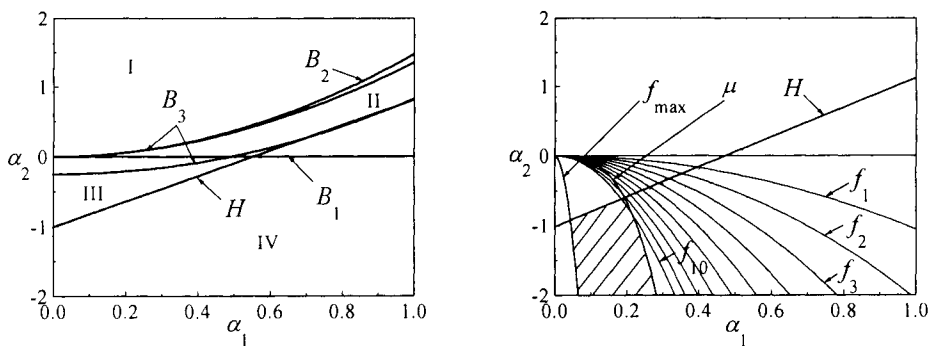 2
1
0
-1
-2
α₂
I
B₂
B₃
II
III
H
B₁
IV
0.0 0.2 0.4 0.6 0.8 1.0
α₁
2
1
0
-1
-2
α₂
f_max
μ
H
f₁
f₂
f₃
f₁₀
0.0 0.2 0.4 0.6 0.8 1.0
α₁